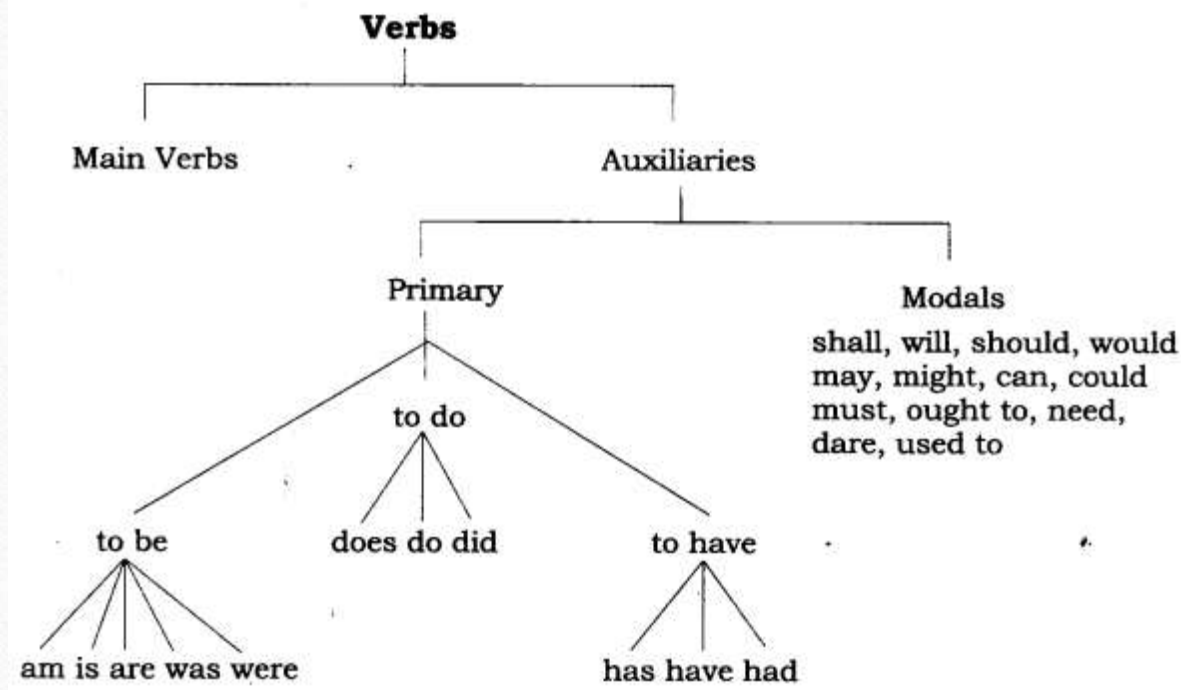 Verbs
Main Verbs
Auxiliaries
Primary
Modals
shall, will, should, would
may, might, can, could
must, ought to, need,
dare, used to
to do
does do did
to be
to have
am is are was were
has have had